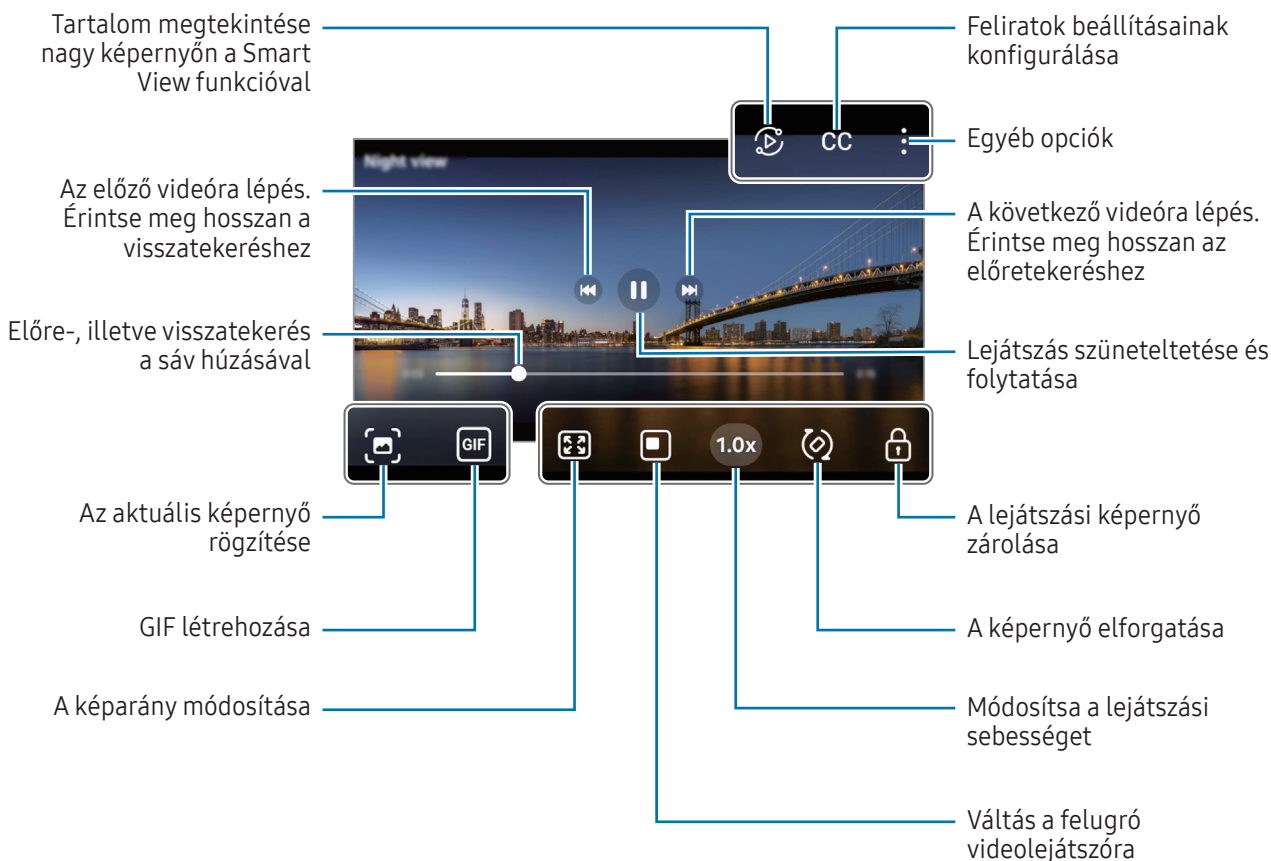 Tartalom megtekintése
nagy képernyőn a Smart
View funkcióval
Feliratok beállításainak
konfigurálása
CC
Egyéb opciók
Night view
Az előző videóra lépés.
Érintse meg hosszan a
visszatekeréshez
A következő videóra lépés.
Érintse meg hosszan az
előretekeréshez
Előre-, illetve visszatekerés
a sáv húzásával
Lejátszás szüneteltetése és
folytatása
GIF
1.0x
Az aktuális képernyő
rögzítése
A lejátszási képernyő
zárolása
GIF létrehozása
A képernyő elforgatása
A képarány módosítása
Módosítsa a lejátszási
sebességet
Váltás a felugró
videolejátszóra